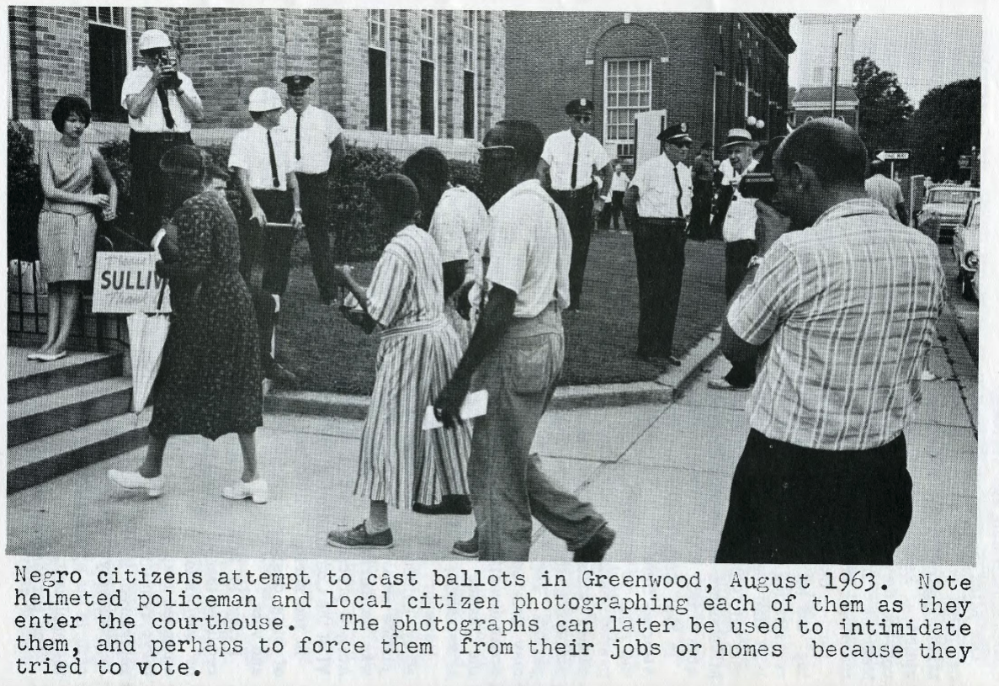 SULLIV
ONE WAY
Negro citizens attempt to cast ballots in Greenwood, August 1963. Note
helmeted policeman and local citizen photographing each of them as they
enter the courthouse. The photographs can later be used to intimidate
them, and perhaps to force them from their jobs or homes because they
tried to vote.